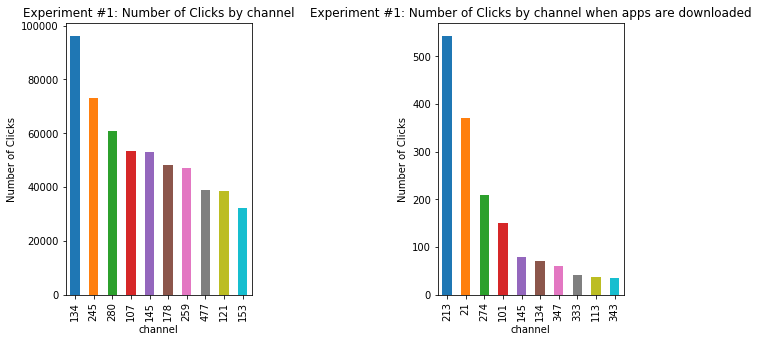 Experiment #1: Number of Clicks by channel
Number of Clicks
100000
80000
60000
40000
20000
0
134 245 280 107 145 178 259 477 121 153
channel
Experiment #1: Number of Clicks by channel when apps are downloaded
Number of Clicks
500
400
300
200
100
0
213 21 274 101 145 134 347 333 113 343
channel